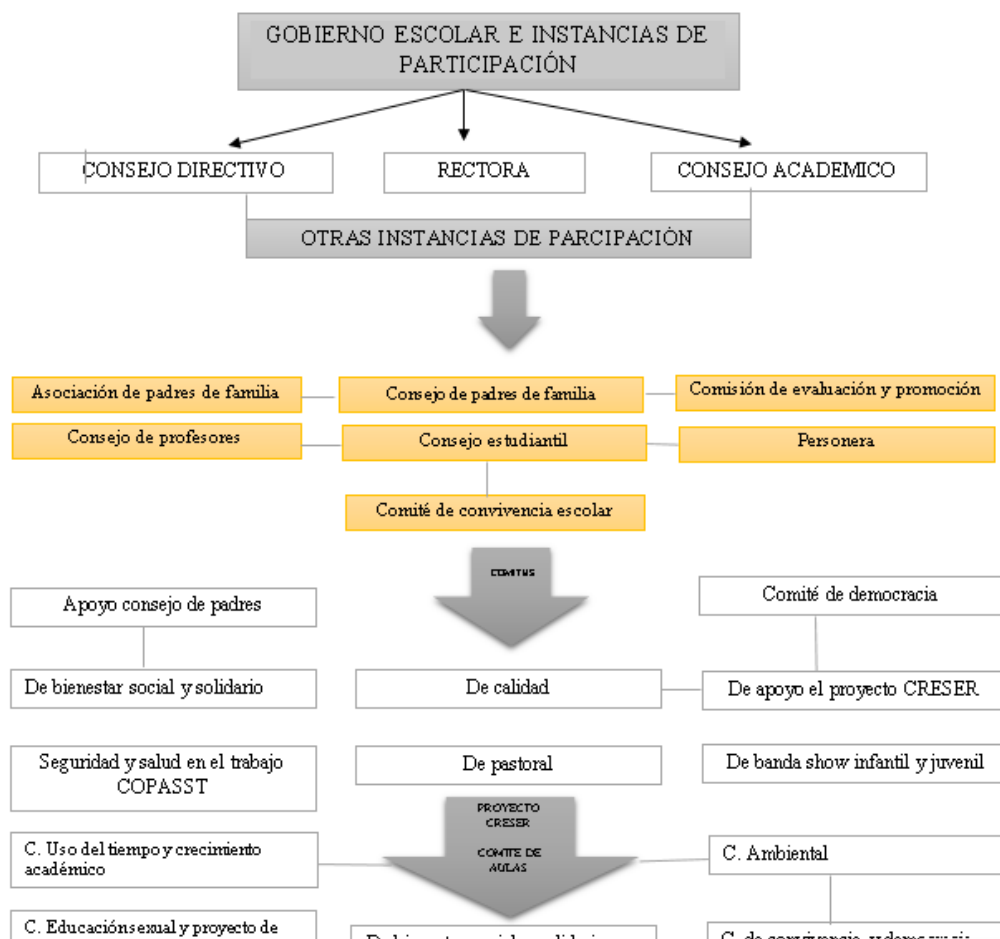 GOBIERNO ESCOLAR E INSTANCIAS DE
PARTICIPACIÓN
CONSEJO DIRECTIVO
RECTORA
CONSEJO ACADEMICO
OTRAS INSTANCIAS DE PARCIPACIÓN
Asociación de padres de familia
Consejo de padres de familia
Comisión de evaluación y promoción
Consejo de profesores
Consejo estudiantil
Personera
Comité de convivencia escolar
COMITES
Apoyo consejo de padres
Comité de democracia
De bienestar social y solidario
De calidad
De apoyo el proyecto CRESER
Seguridad y salud en el trabajo
COPASST
De pastoral
De banda show infantil y juvenil
PROYECTO
CRESER
COMITE DE
AULAS
C. Uso del tiempo y crecimiento
académico
C. Ambiental
C. Educación sexual y proyecto de
C. de convivencia y